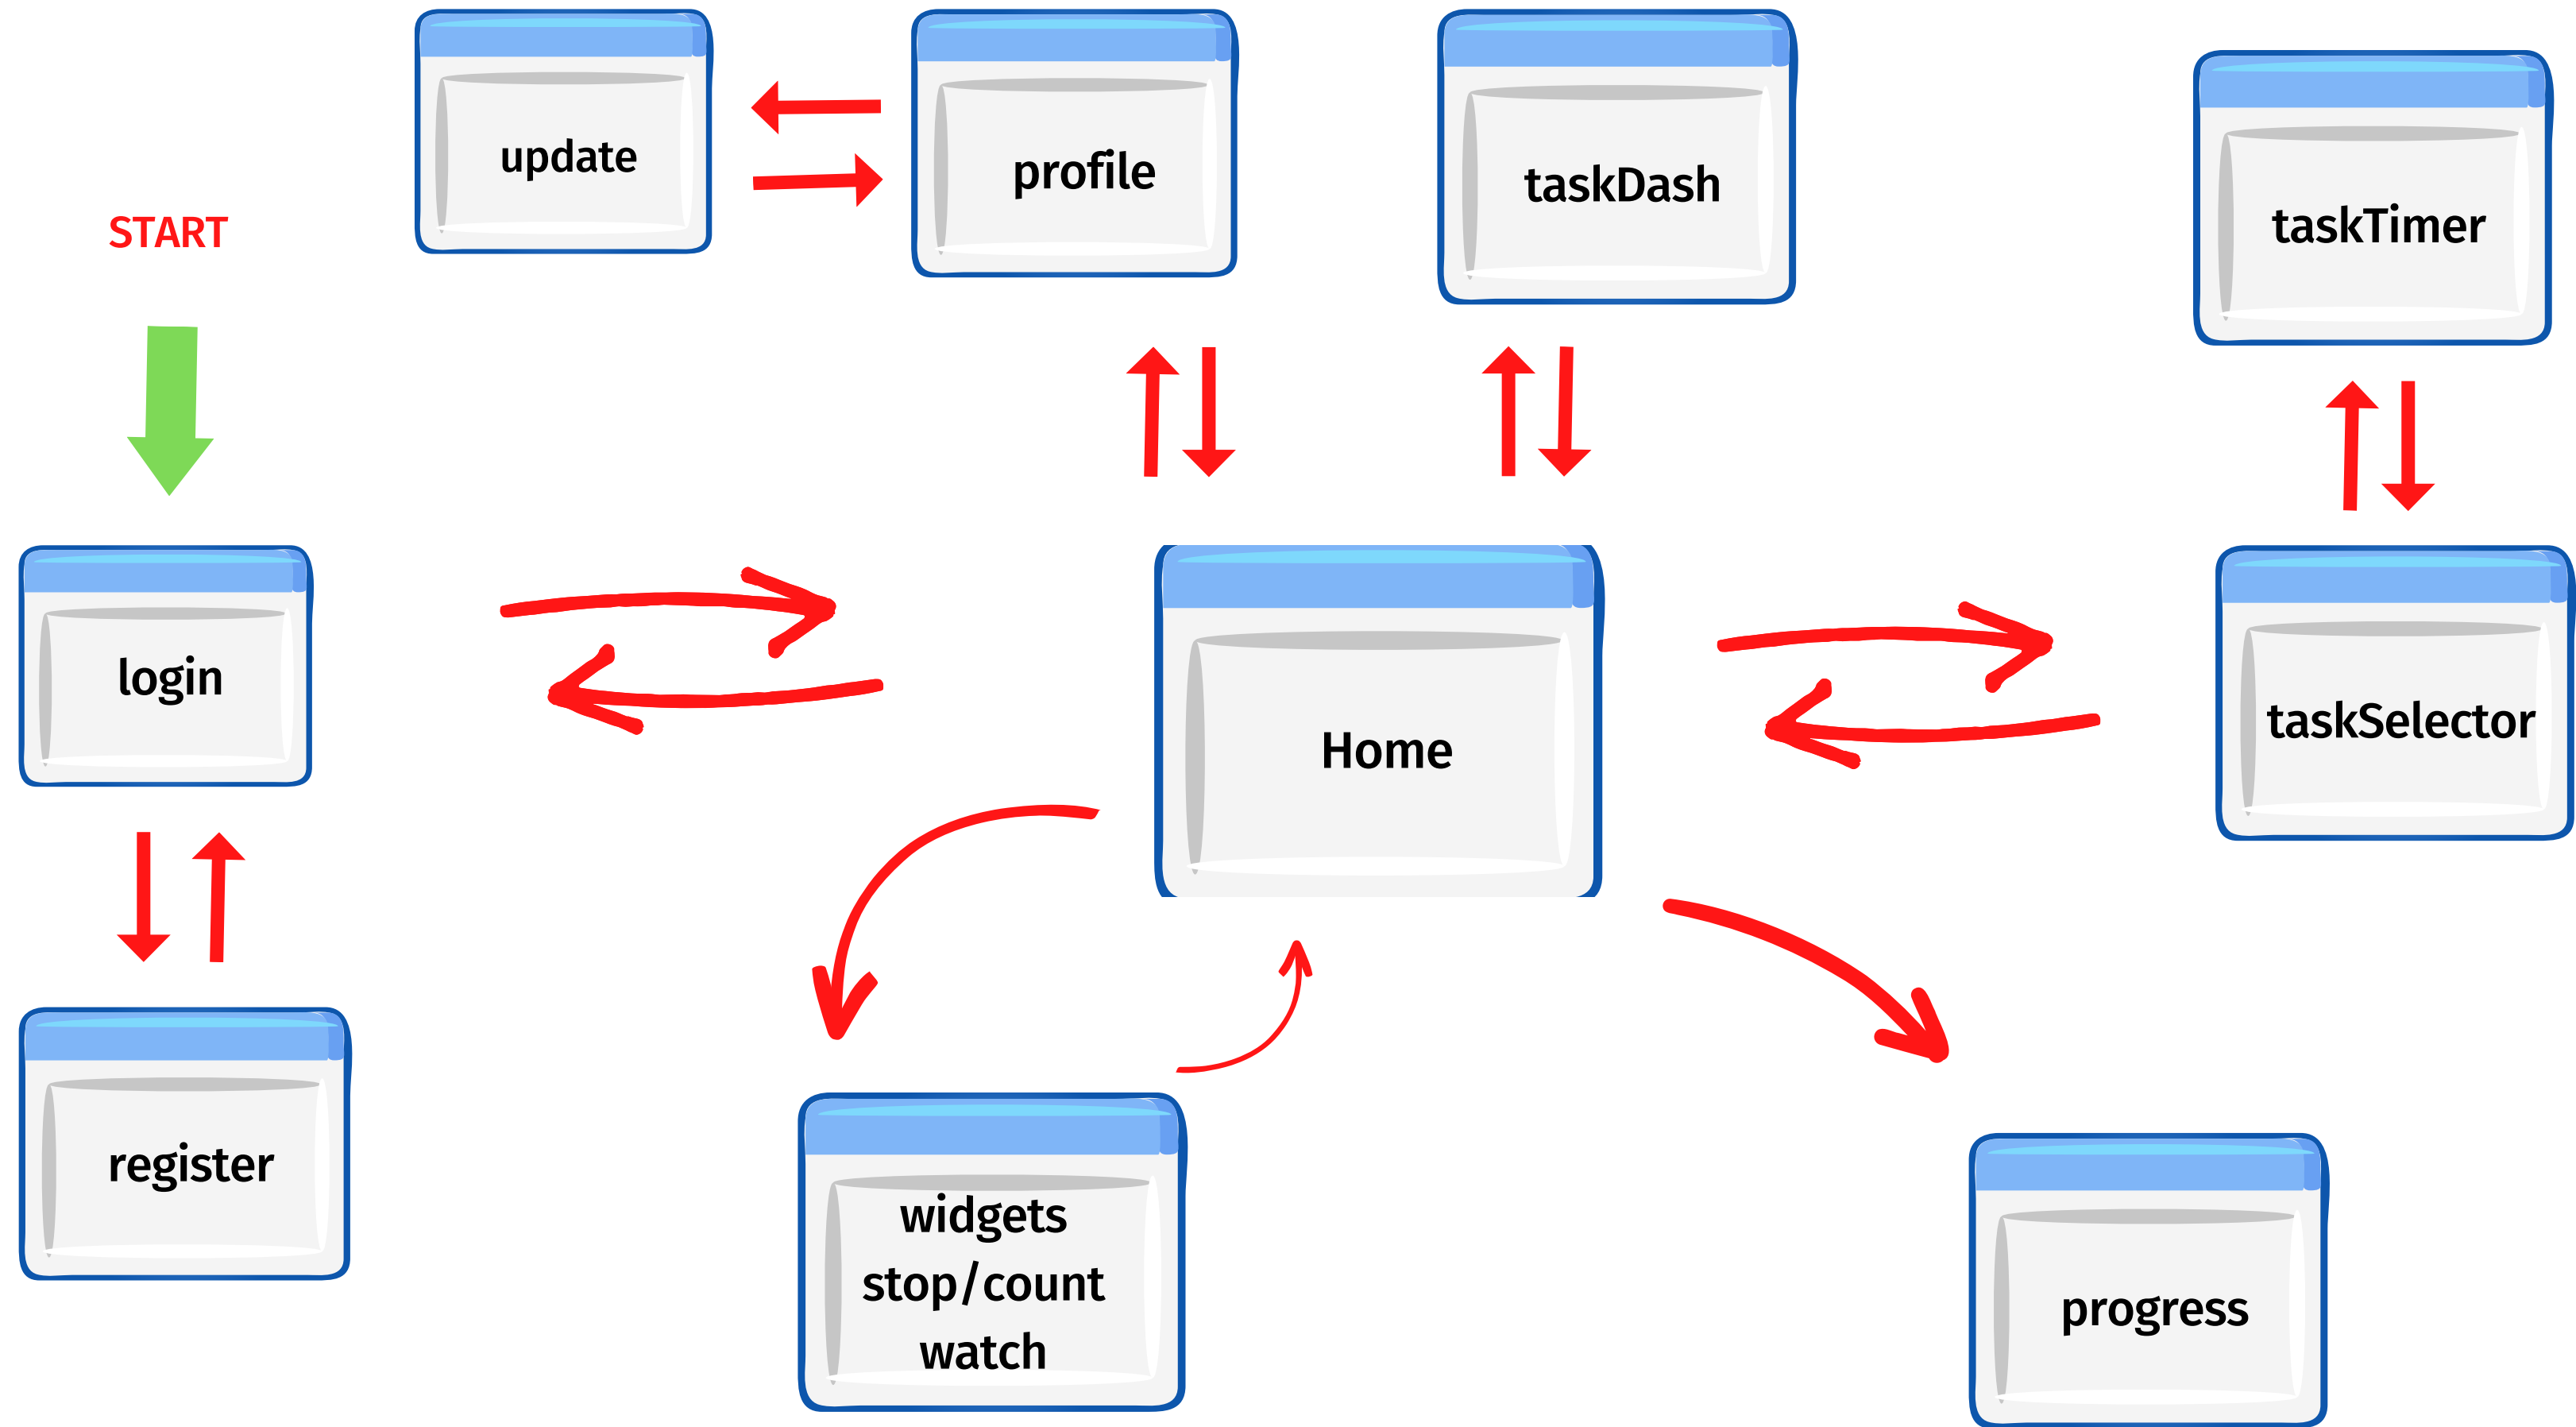 update
profile
taskDash
taskTimer
START
login
Home
taskSelector
register
widgets
stop/count
watch
progress